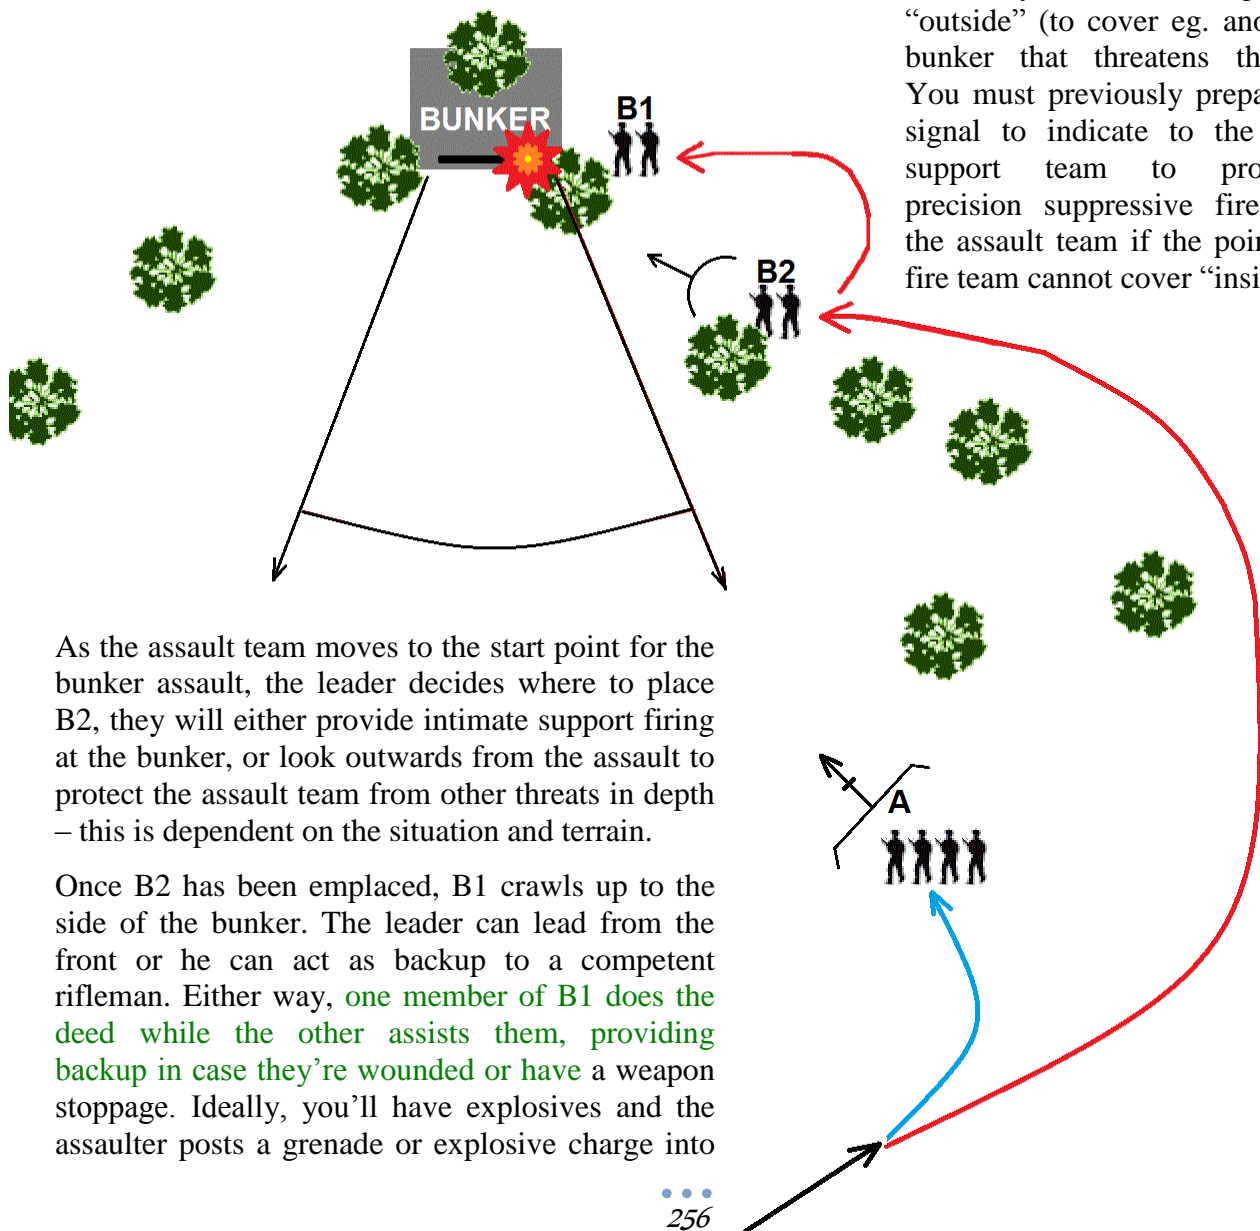 "outside" (to cover eg.
bunker that threatens
You must previously
signal to indicate to the
support team to
precision suppressive fire
the assault team if the
fire team cannot cover
BUNKER
B1
B2
As the assault team moves to the start point for the
bunker assault, the leader decides where to place
B2, they will either provide intimate support firing
at the bunker, or look outwards from the assault to
protect the assault team from other threats in depth
– this is dependent on the situation and terrain.
A
Once B2 has been emplaced, B1 crawls up to the
side of the bunker. The leader can lead from the
front or he can act as backup to a competent
rifleman. Either way, one member of B1 does the
deed while the other assists them, providing
backup in case they're wounded or have a weapon
stoppage. Ideally, you'll have explosives and the
assaulter posts a grenade or explosive charge into
256